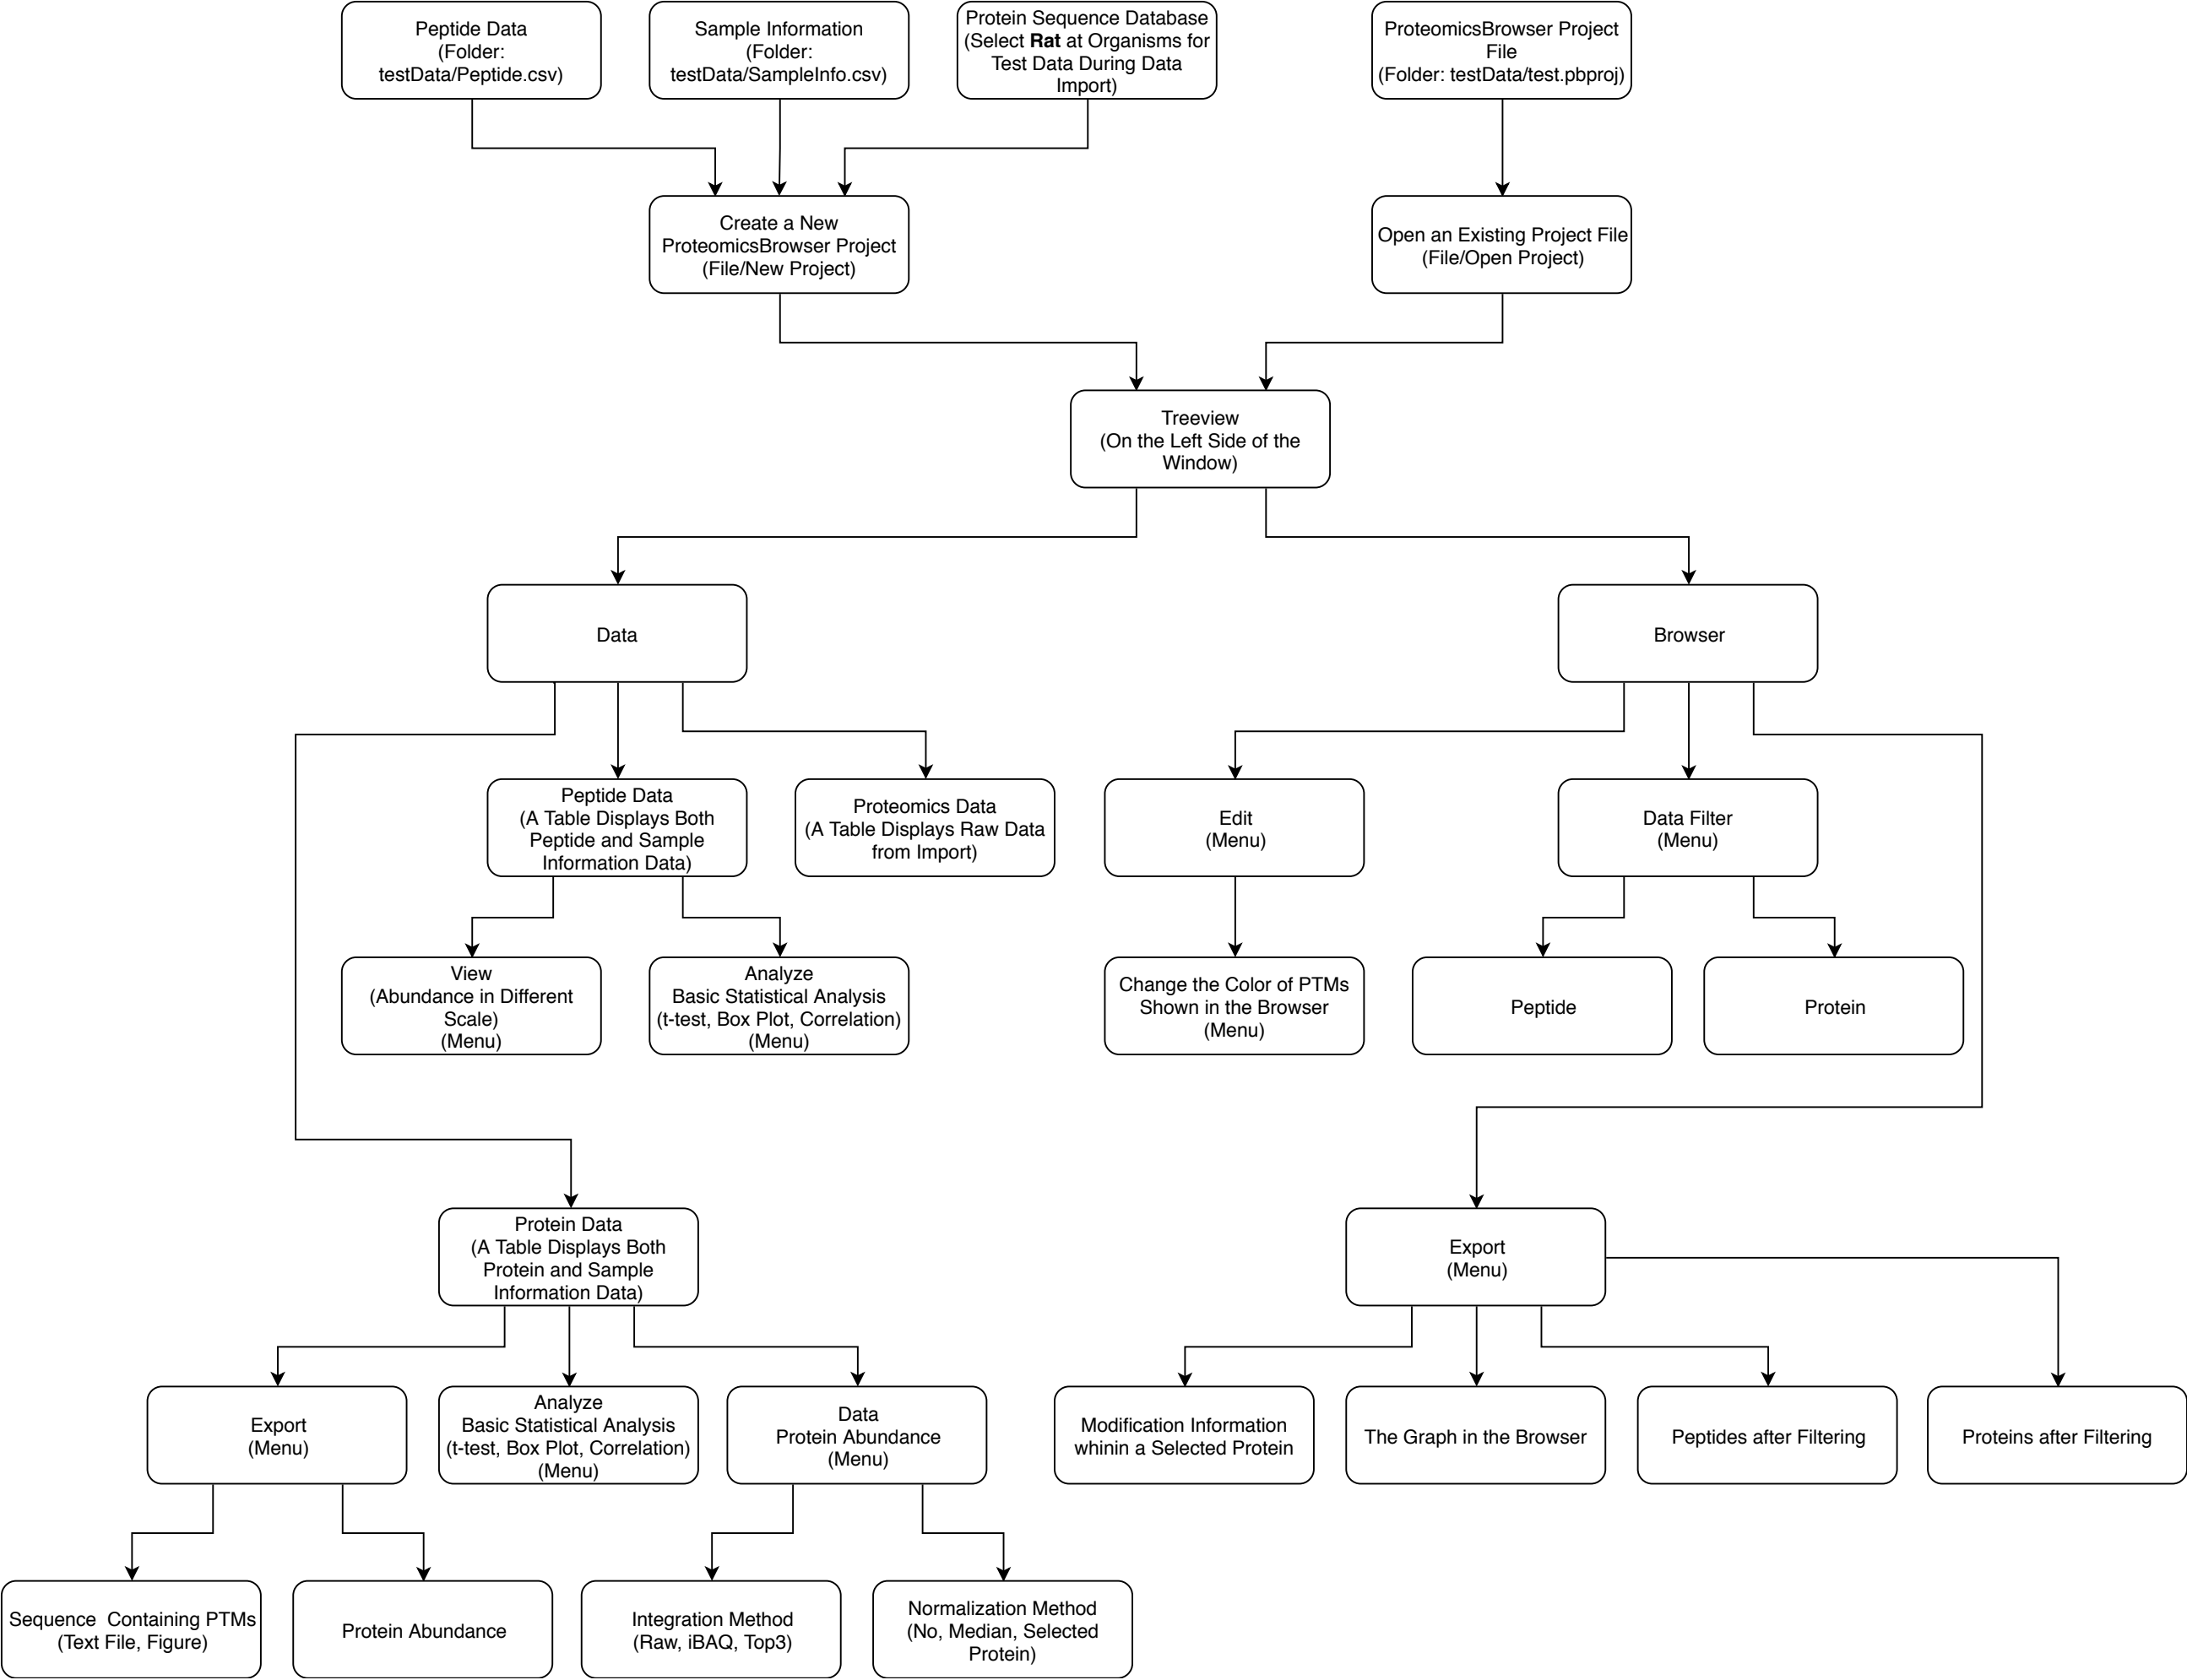 Peptide Data
(Folder:
testData/Peptide.csv)
Sample Information
(Folder:
testData/SampleInfo.csv)
Protein Sequence Database
(Select Rat at Organisms for
Test Data During Data
Import)
ProteomicsBrowser Project
File
(Folder: testData/test.pbproj)
Create a New
ProteomicsBrowser Project
(File/New Project)
Open an Existing Project File
(File/Open Project)
Treeview
(On the Left Side of the
Window)
Data
Browser
Peptide Data
(A Table Displays Both
Peptide and Sample
Information Data)
Proteomics Data
(A Table Displays Raw Data
from Import)
Edit
(Menu)
Data Filter
(Menu)
View
(Abundance in Different
Scale)
(Menu)
Analyze
Basic Statistical Analysis
(t-test, Box Plot, Correlation)
(Menu)
Change the Color of PTMs
Shown in the Browser
(Menu)
Peptide
Protein
Protein Data
(A Table Displays Both
Protein and Sample
Information Data)
Export
(Menu)
Export
(Menu)
Analyze
Basic Statistical Analysis
(t-test, Box Plot, Correlation)
(Menu)
Data
Protein Abundance
(Menu)
Modification Information
whinin a Selected Protein
The Graph in the Browser
Peptides after Filtering
Proteins after Filtering
Sequence  Containing PTMs
(Text File, Figure)
Protein Abundance
Integration Method
(Raw, iBAQ, Top3)
Normalization Method
(No, Median, Selected
Protein)